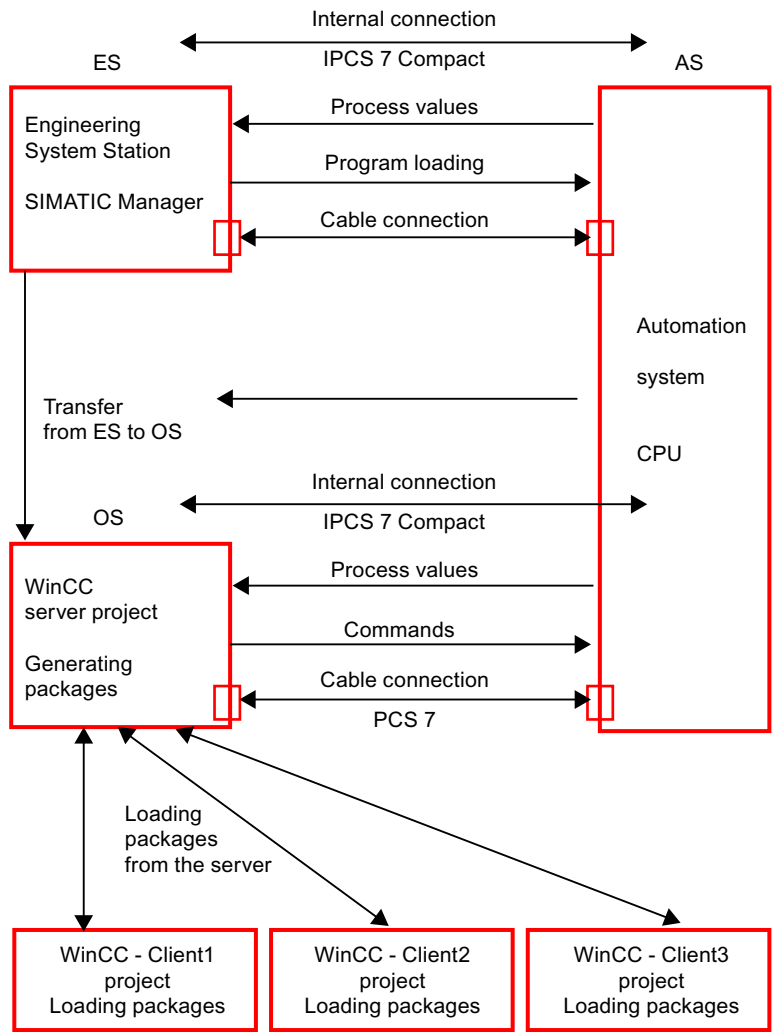 Internal connection
IPCS 7 Compact
ES
AS
Engineering
System Station
SIMATIC Manager
Process values
Program loading
Cable connection
Automation
system
CPU
Transfer
from ES to OS
Internal connection
IPCS 7 Compact
OS
WinCC
server project
Generating
packages
Process values
Commands
Cable connection
PCS 7
Loading
packages
from the server
WinCC - Client1
project
Loading packages
WinCC - Client2
project
Loading packages
WinCC - Client3
project
Loading packages